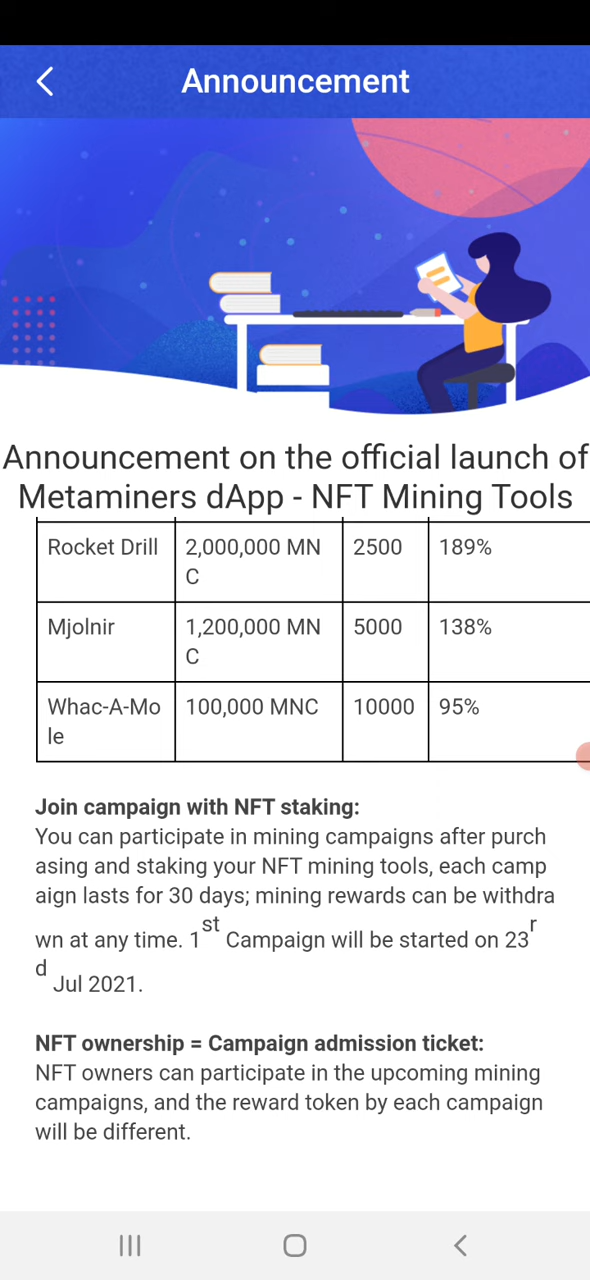 Announcement
Announcement on the official launch of
Metaminers dApp - NFT Mining Tools
Rocket Drill 2,000,000 MN 2500 189%
C
Mjolnir 1,200,000 MN 5000 138%
C
Whac-A-Mo 100,000 MNC 10000 95%
le
Join campaign with NFT staking:
You can participate in mining campaigns after purch
asing and staking your NFT mining tools, each camp
aign lasts for 30 days; mining rewards can be withdra
wn at any time. 1st Campaign will be started on 23r
d Jul 2021.
NFT ownership = Campaign admission ticket:
NFT owners can participate in the upcoming mining
campaigns, and the reward token by each campaign
will be different.